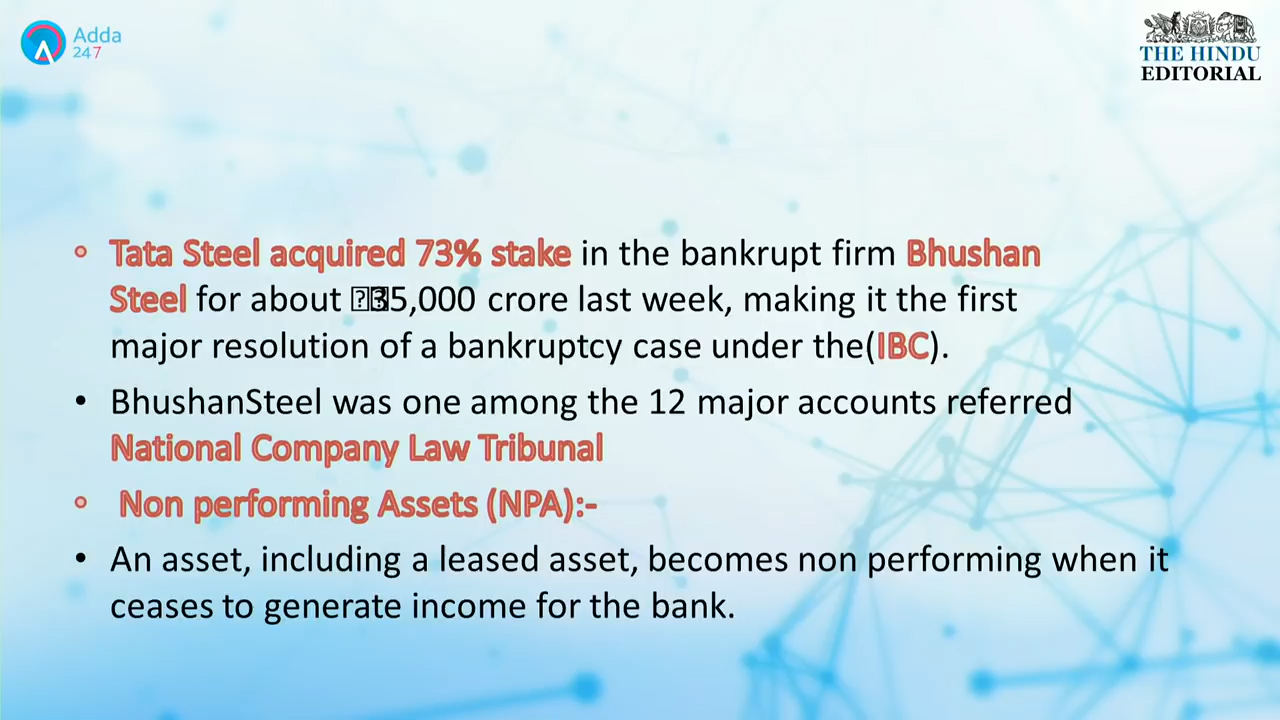 Adda
247
THE HINDU
EDITORIAL
• Tata Steel acquired 73% stake in the bankrupt firm Bhushan
Steel for about 35,000 crore last week, making it the first
major resolution of a bankruptcy case under the(IBC).
• BhushanSteel was one among the 12 major accounts referred
National Company Law Tribunal
• Non performing Assets (NPA):-
• An asset, including a leased asset, becomes non performing when it
ceases to generate income for the bank.